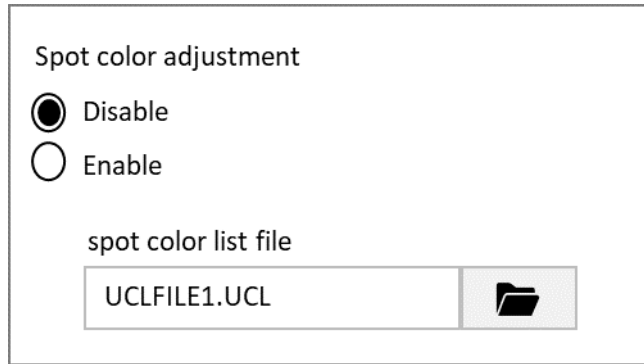 Spot color adjustment
Disable
Enable
spot color list file
UCLFILE1.UCL